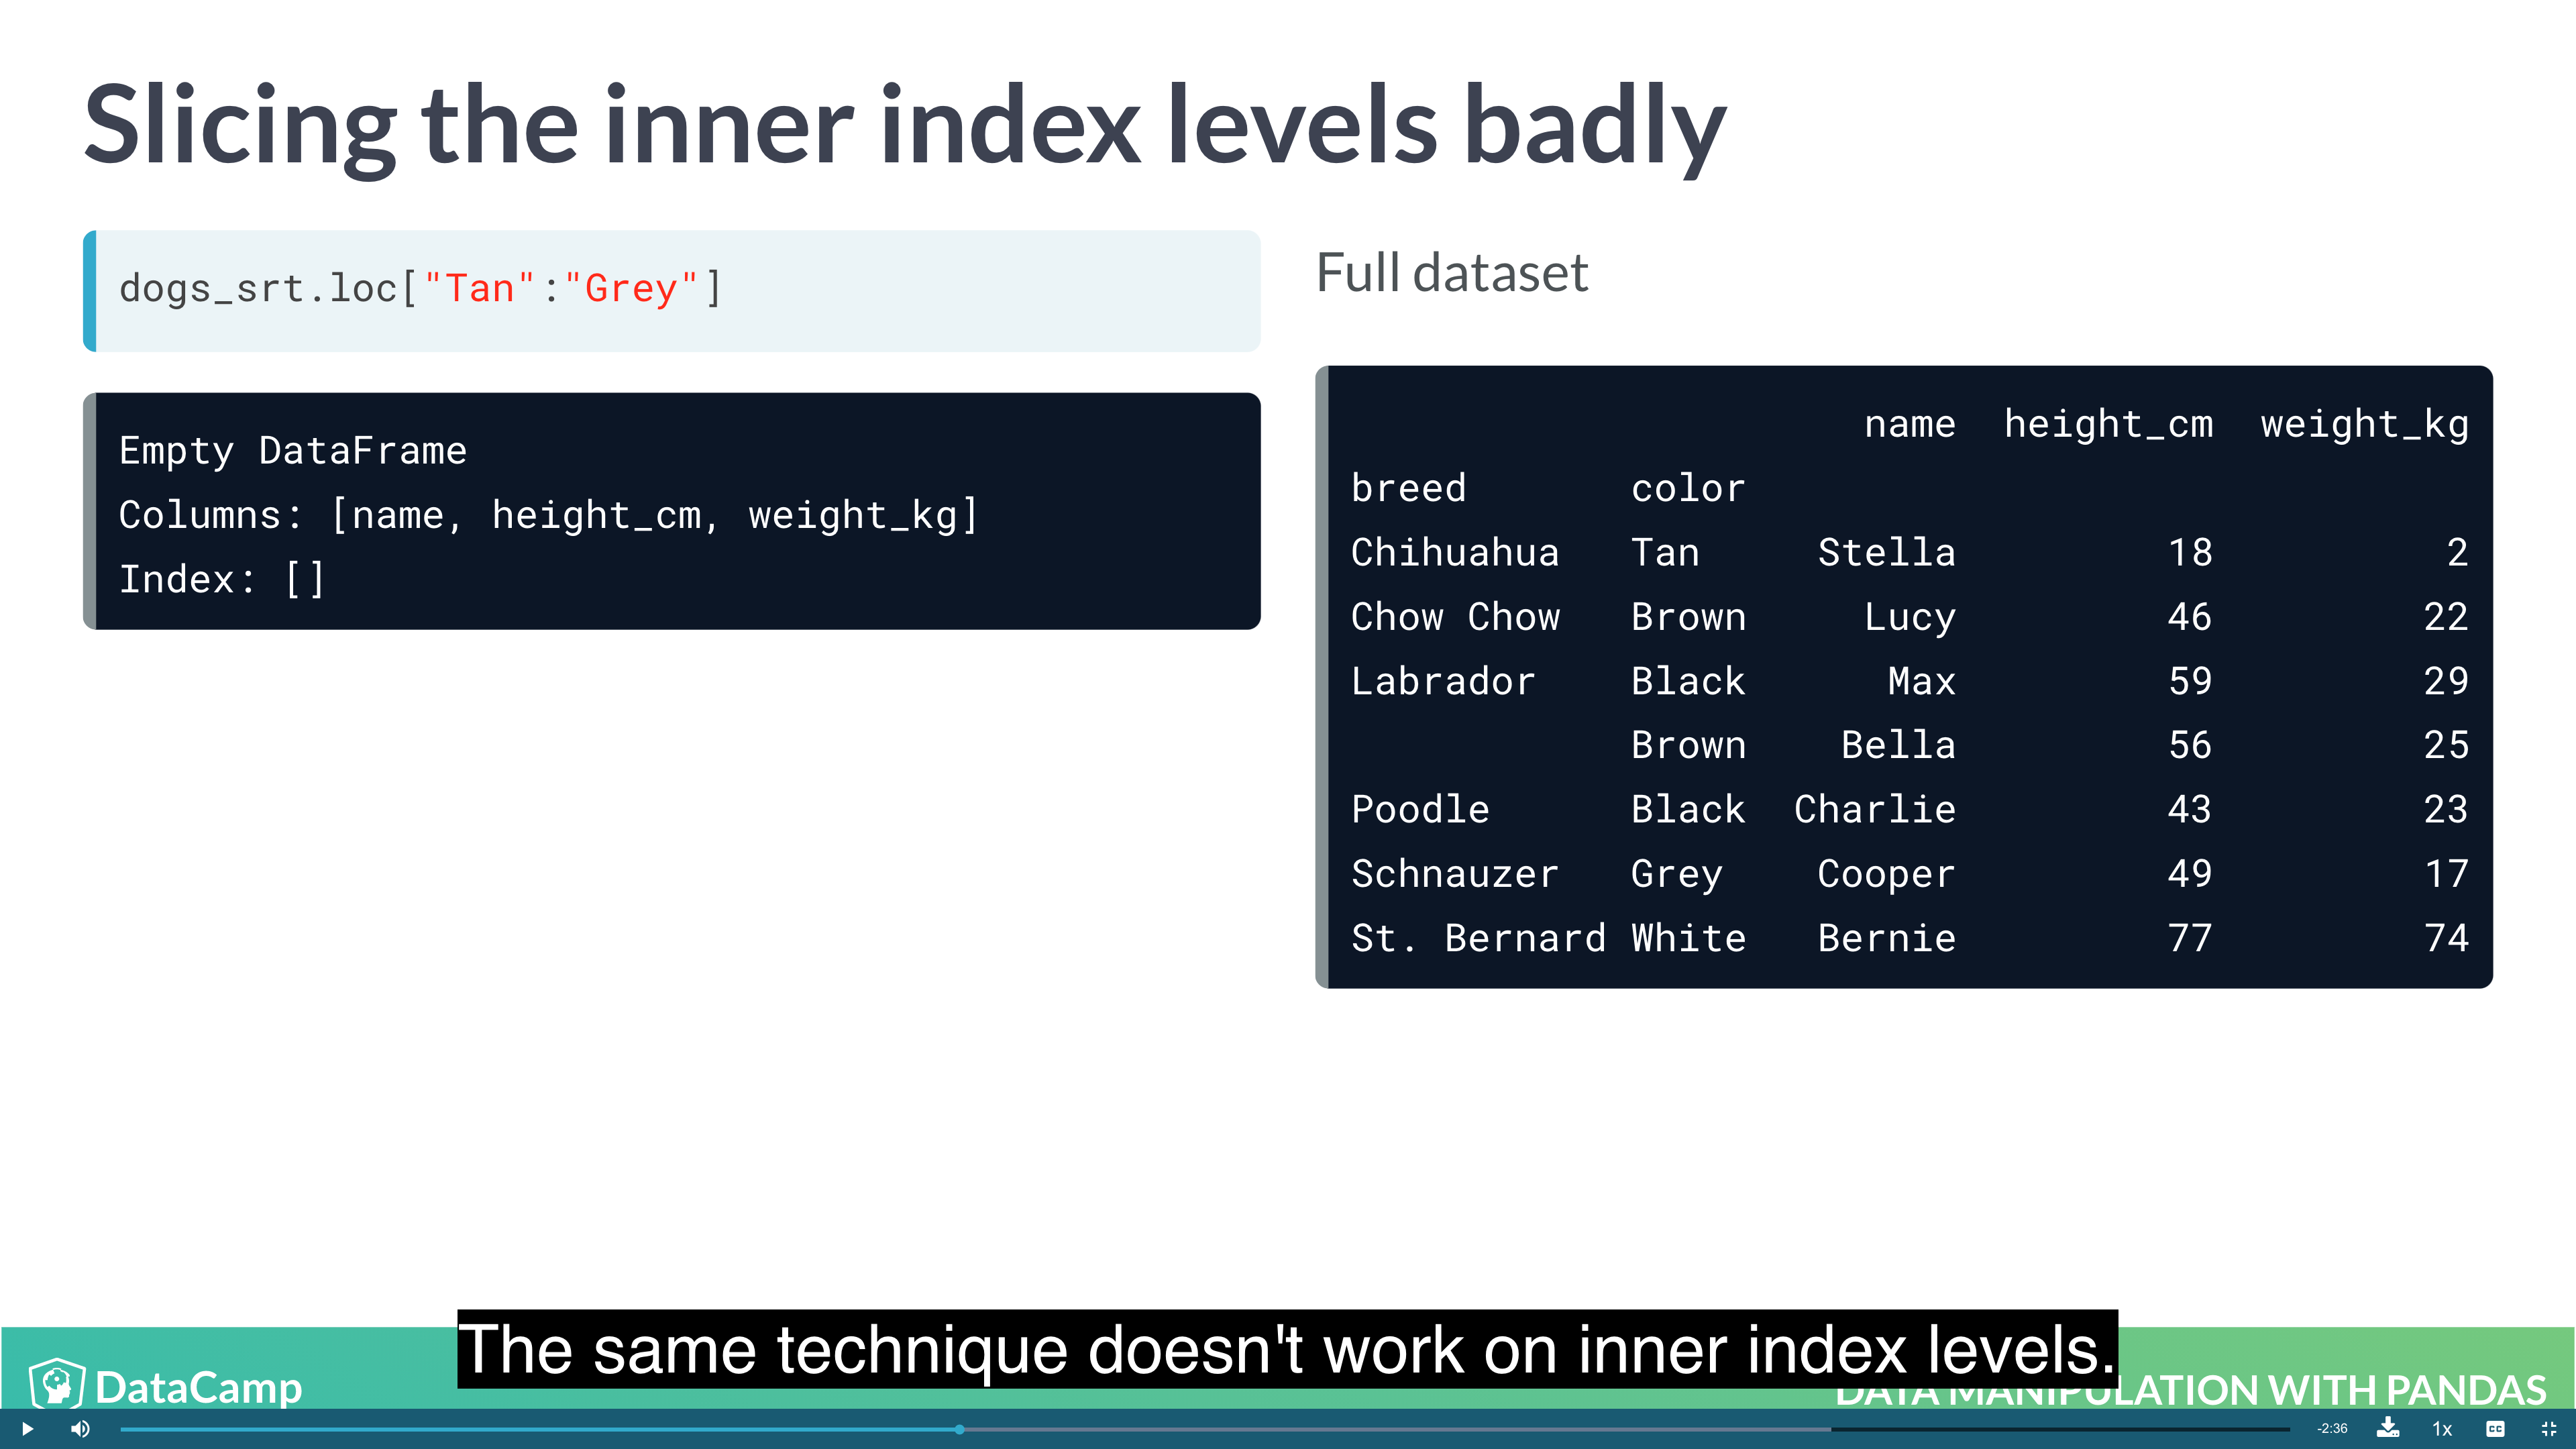 Slicing the inner index levels badly
dogs_srt.loc["Tan":"Grey"]
Empty DataFrame
Columns: [name, height_cm, weight_kg]
Index: []
Full dataset
name height_cm weight_kg
breed color
Chihuahua Tan Stella 18 2
Chow Chow Brown Lucy 46 22
Labrador Black Max 59 29
Brown Bella 56 25
Poodle Black Charlie 43 23
Schnauzer Grey Cooper 49 17
St. Bernard White Bernie 77 74
The same technique doesn't work on inner index levels.
DataCamp
DATA MANIPULATION WITH PANDAS
-2:36
1x
CC